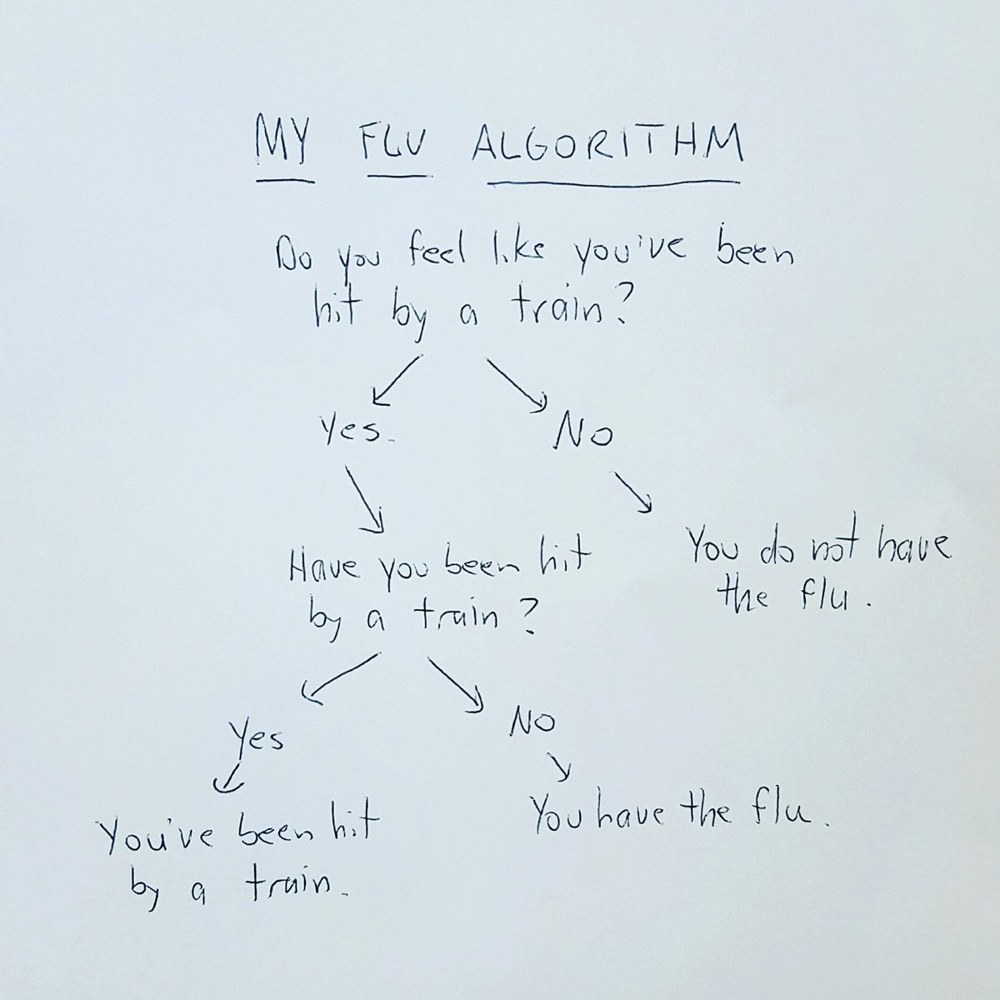 MY FLU ALGORITHM
Do you feel like you've been
hit by a train?
Yes.
No
Have you been hit
by a train?
You do not have
the flu.
Yes
No
You've been hit
by a train.
You have the flu.